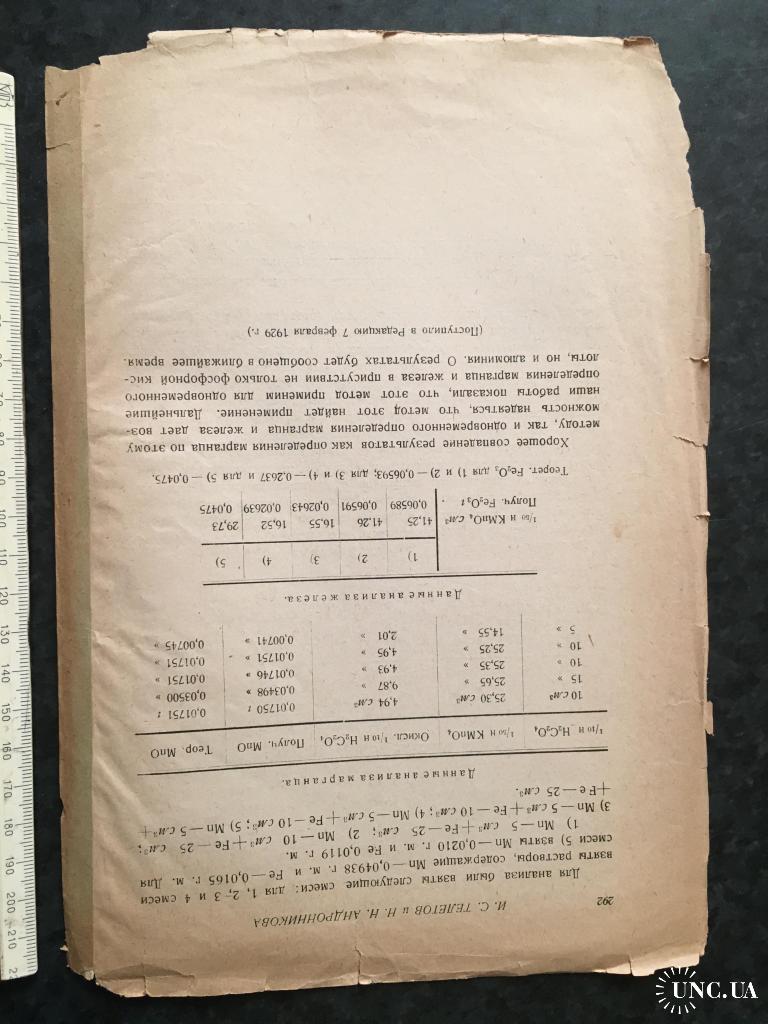 292
И. С. ТЕЛЕТОВ и Н. Н. АНДРОННИКОВА
Для анализа были взяты следующие смеси: для 1, 2, 3 и 4 смеси
взяты растворы, содержащие Mn — 0,04938 г. м. и Fe — 0,0165 г. м. Для
смеси 5) взяты Mn — 0,0210 г. м. и Fe 0,0119 г. м.
1) Mn — 5 см³ + Fe — 25 см³; 2) Mn — 10 см³ + Fe — 25 см³;
3) Mn — 5 см³ + Fe — 10 см³; 4) Mn — 5 см³ + Fe — 10 см³; 5) Mn — 5 см³ +
+ Fe — 25 см³.
Данные анализа марганца.
1/10 н H₂C₂O₄ 1/50 н KMnO₄ Окисл. 1/10 н H₂C₂O₄ Получ. MnO Теор. MnO
10 см³ 25,30 см³ 4,94 см³ 0,01750 г 0,01751 г
15 » 25,65 » 9,87 » 0,03498 » 0,03500 »
10 » 25,35 » 4,93 » 0,01746 » 0,01751 »
10 » 25,25 » 4,95 » 0,01751 » 0,01751 »
5 » 14,55 » 2,01 » 0,00741 » 0,00745 »
Данные анализа железа.
1) 2) 3) 4) 5)
1/50 н KMnO₄ см³ 41,25 41,26 16,55 16,52 29,73
Получ. Fe₂O₃ г . 0,06589 0,06591 0,02643 0,02639 0,0475
Теорет. Fe₂O₃ для 1) и 2) — 0,06593; для 3) и 4) — 0,2637 и для 5) — 0,0475.
Хорошее совпадение результатов как определения марганца по этому
методу, так и одновременного определения марганца и железа дает воз-
можность надеяться, что метод этот найдет применение. Дальнейшие
наши работы показали, что этот метод применим для одновременного
определения марганца и железа в присутствии не только фосфорной кис-
лоты, но и алюминия. О результатах будет сообщено в ближайшее время.
(Поступило в Редакцию 7 февраля 1929 г.)
110
120
130
140
150
160
170
180
190
200
210
UNC.UA